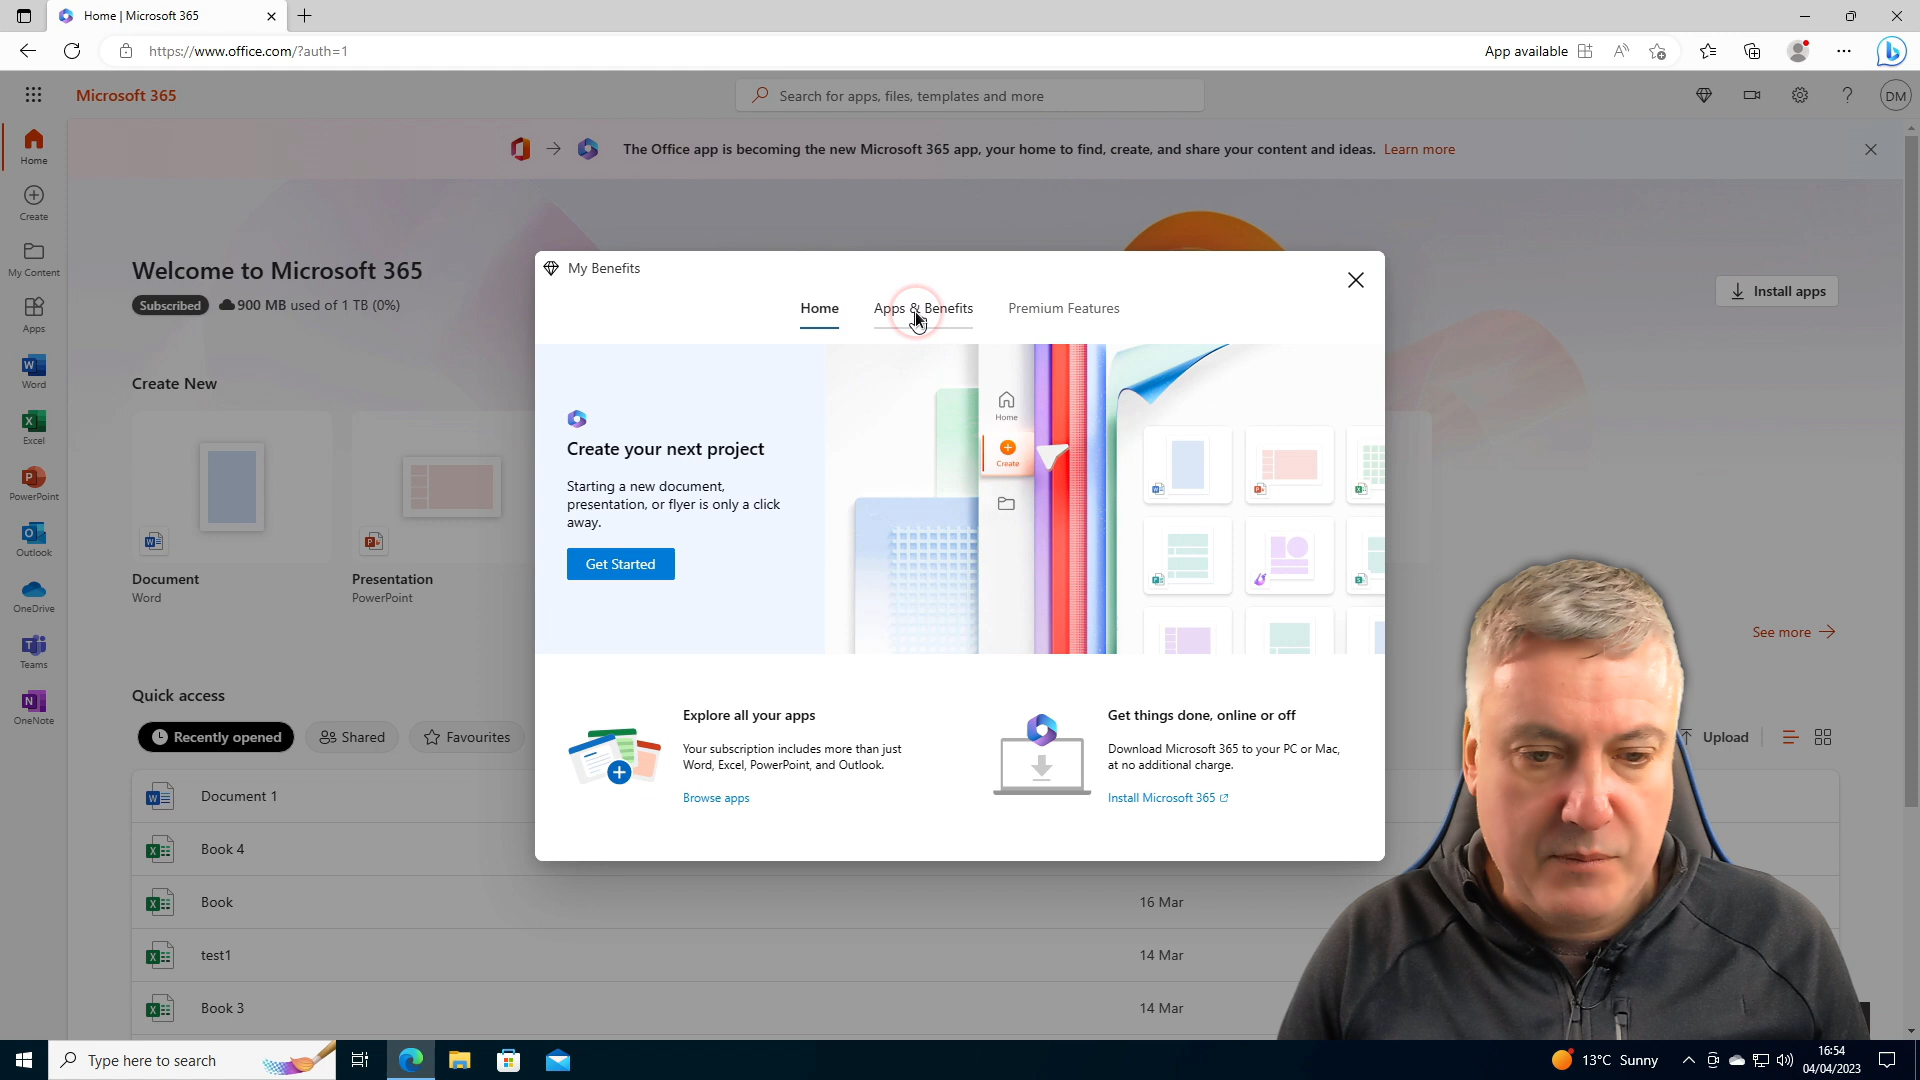 Home | Microsoft 365
https://www.office.com/?auth=1
App available
Microsoft 365
Search for apps, files, templates and more
DM
The Office app is becoming the new Microsoft 365 app, your home to find, create, and share your content and ideas. Learn more
Home
Create
My Content
Apps
Word
Excel
PowerPoint
Outlook
OneDrive
Teams
OneNote
Welcome to Microsoft 365
Subscribed
900 MB used of 1 TB (0%)
Install apps
Create New
Document
Word
Presentation
PowerPoint
See more
Quick access
Recently opened
Shared
Favourites
Upload
Document 1
Book 4
Book
16 Mar
test1
14 Mar
Book 3
14 Mar
My Benefits
Home
Apps & Benefits
Premium Features
Create your next project
Starting a new document,
presentation, or flyer is only a click
away.
Get Started
Home
Create
Explore all your apps
Your subscription includes more than just
Word, Excel, PowerPoint, and Outlook.
Browse apps
Get things done, online or off
Download Microsoft 365 to your PC or Mac,
at no additional charge.
Install Microsoft 365
Type here to search
13°C Sunny
16:54
04/04/2023